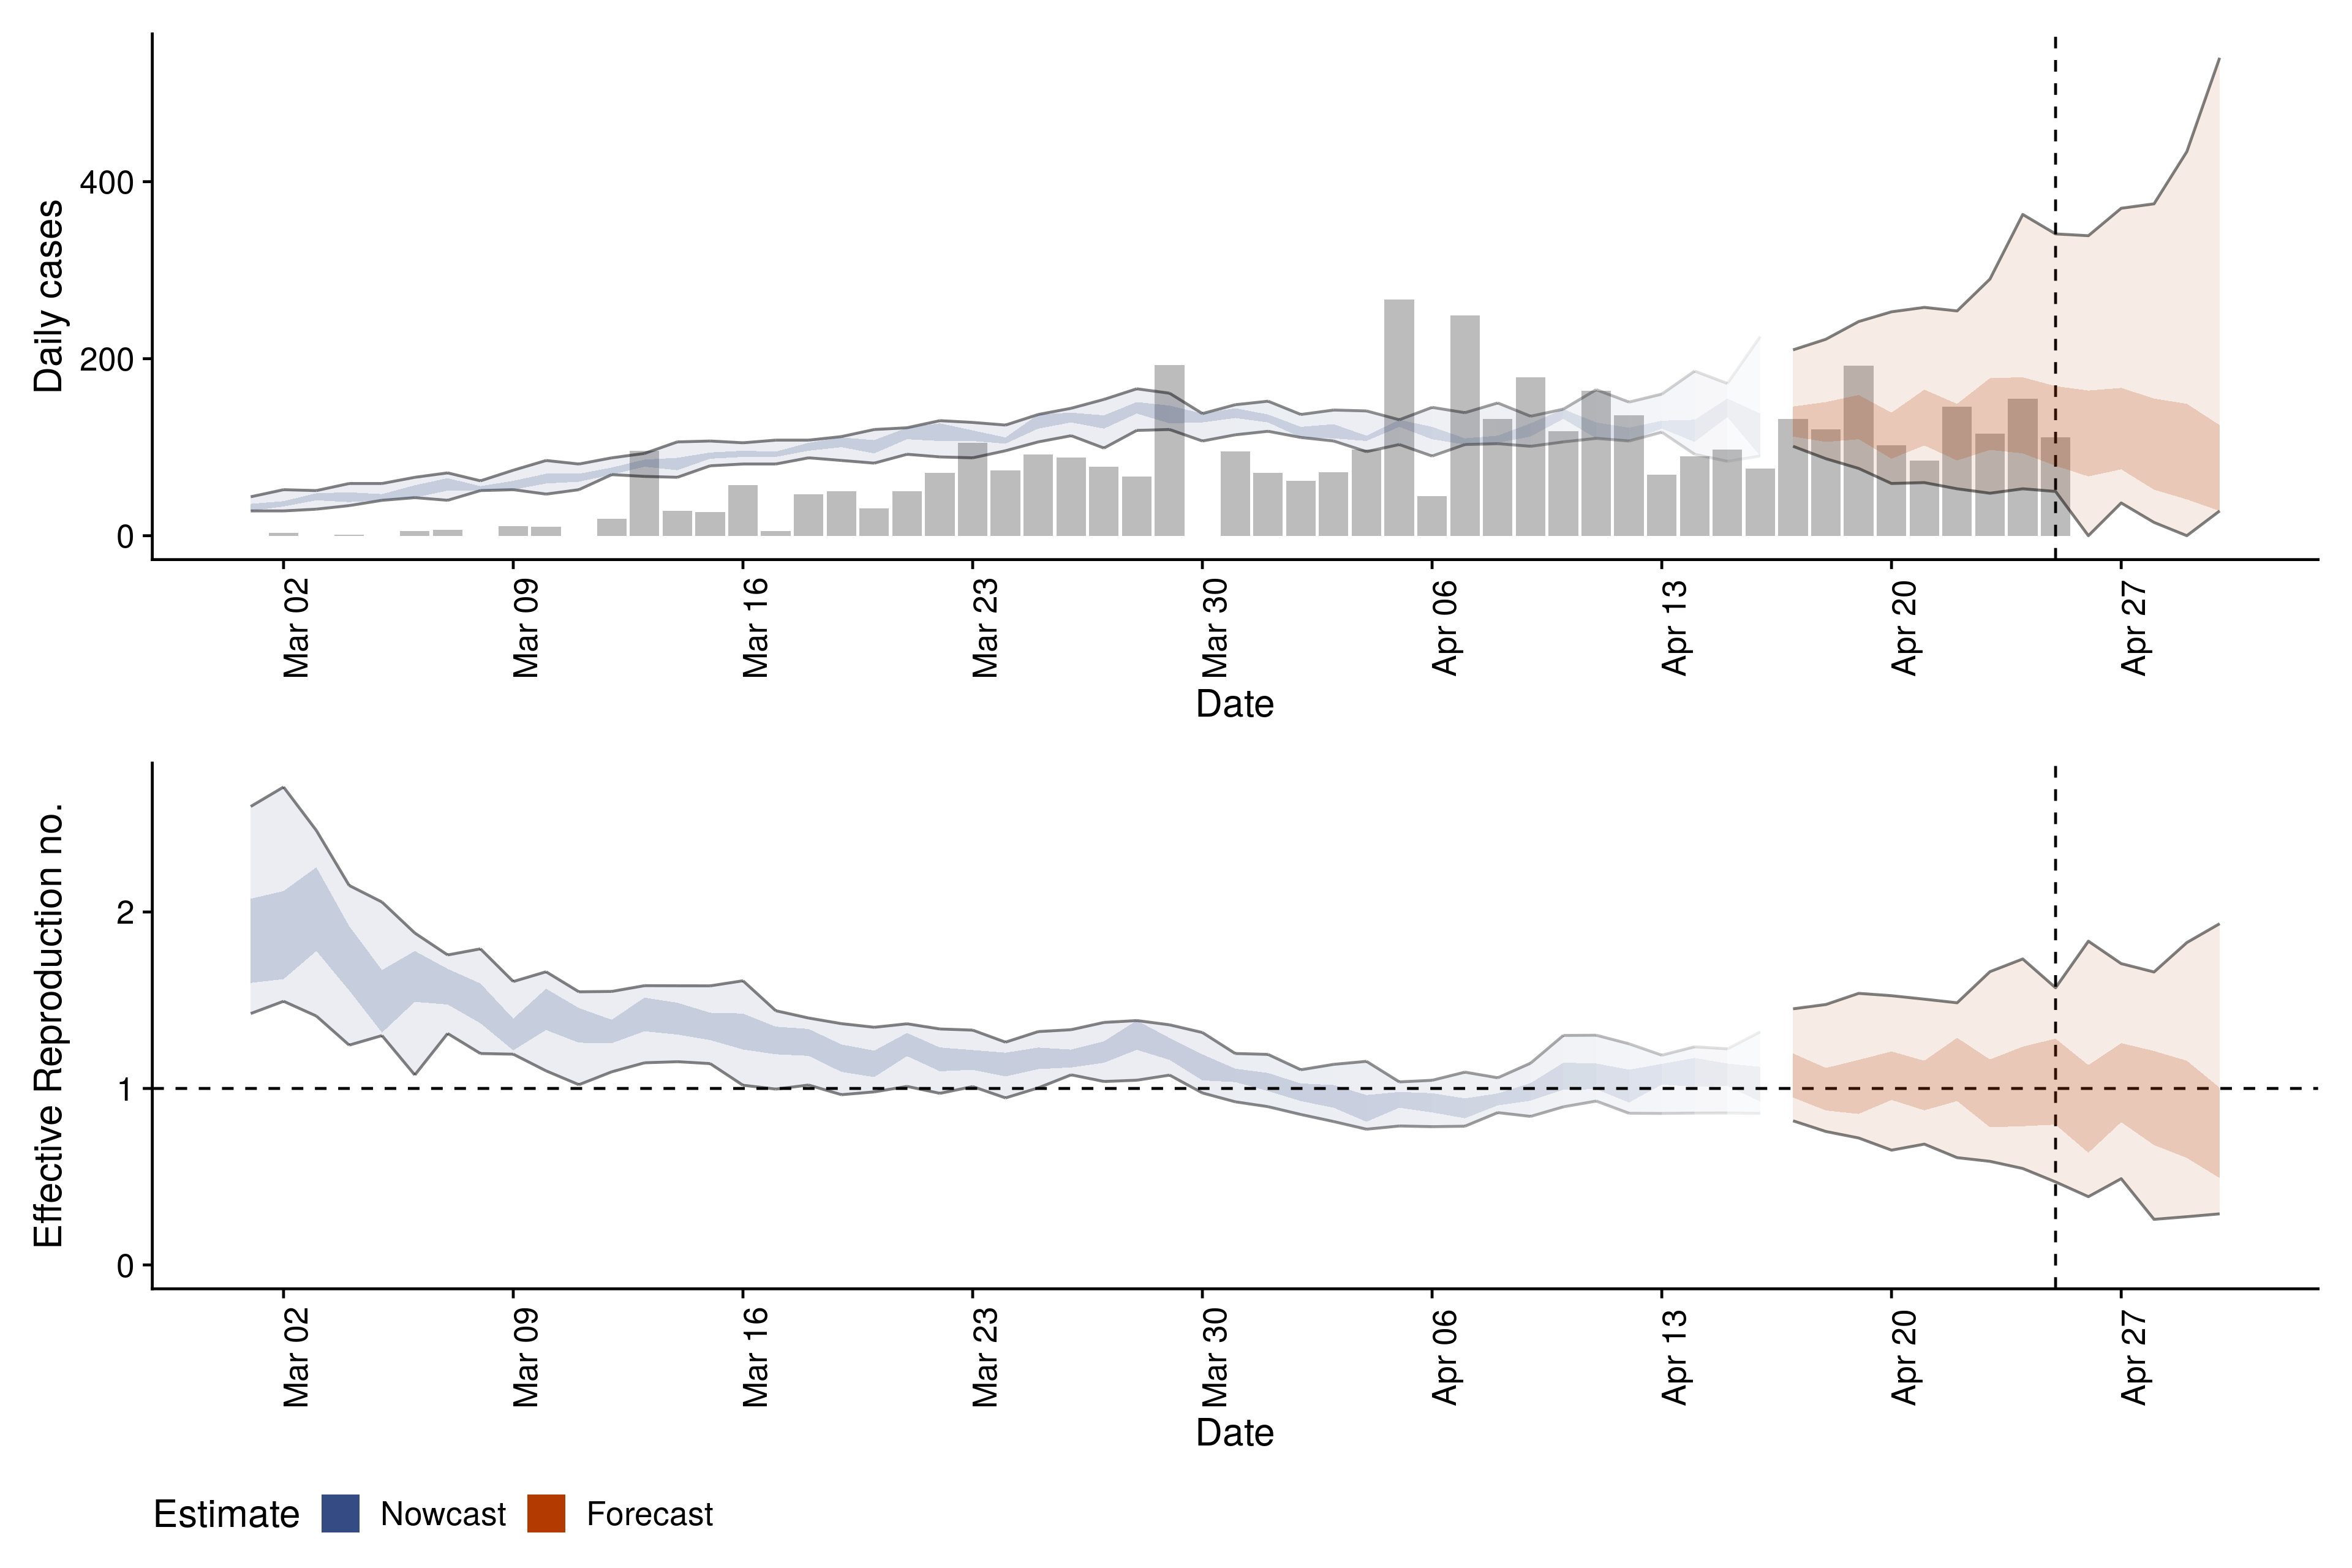 Daily cases
400
200
0
Mar 02
Mar 09
Mar 16
Mar 23
Mar 30
Apr 06
Apr 13
Apr 20
Apr 27
Date
Effective Reproduction no.
2
1
0
Mar 02
Mar 09
Mar 16
Mar 23
Mar 30
Apr 06
Apr 13
Apr 20
Apr 27
Date
Estimate Nowcast Forecast